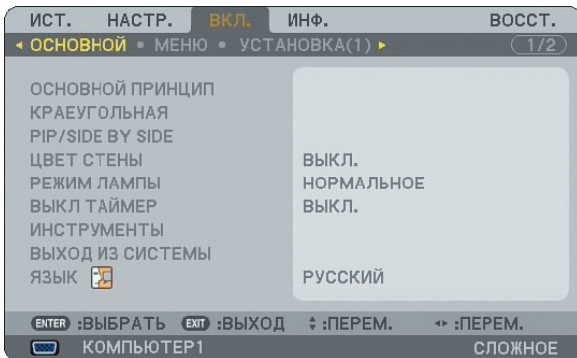 ИСТ. НАСТР. ВКЛ. ИНФ. ВОССТ.
ОСНОВНОЙ • МЕНЮ • УСТАНОВКА(1) 1/2
ОСНОВНОЙ ПРИНЦИП
КРАЕУГОЛЬНАЯ
PIP/SIDE BY SIDE
ЦВЕТ СТЕНЫ ВЫКЛ.
РЕЖИМ ЛАМПЫ НОРМАЛЬНОЕ
ВЫКЛ ТАЙМЕР ВЫКЛ.
ИНСТРУМЕНТЫ
ВЫХОД ИЗ СИСТЕМЫ
ЯЗЫК РУССКИЙ
ENTER :ВЫБРАТЬ EXIT :ВЫХОД :ПЕРЕМ. :ПЕРЕМ.
КОМПЬЮТЕР1 СЛОЖНОЕ